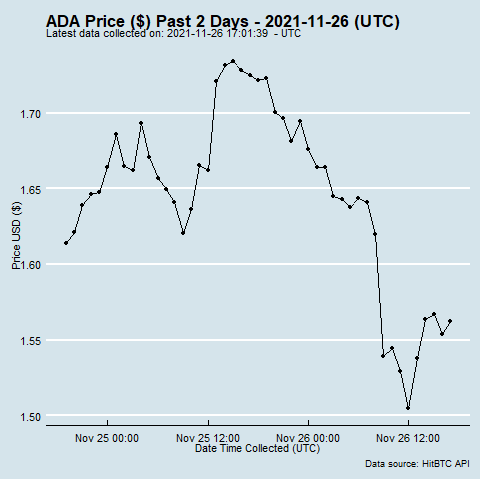 ADA Price ($) Past 2 Days - 2021-11-26 (UTC)
Latest data collected on: 2021-11-26 17:01:39 - UTC
1.70
1.65
1.60
1.55
1.50
Price USD ($)
Nov 25 00:00
Nov 25 12:00
Nov 26 00:00
Nov 26 12:00
Date Time Collected (UTC)
Data source: HitBTC API